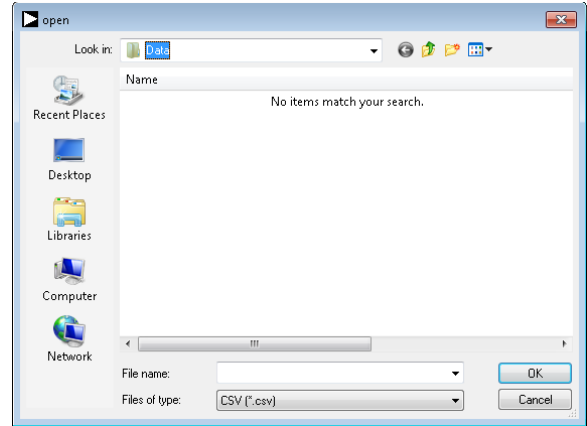 open
Look in: Data
Name
No items match your search.
Recent Places
Desktop
Libraries
Computer
Network
File name: OK
Files of type: CSV (*.csv) Cancel